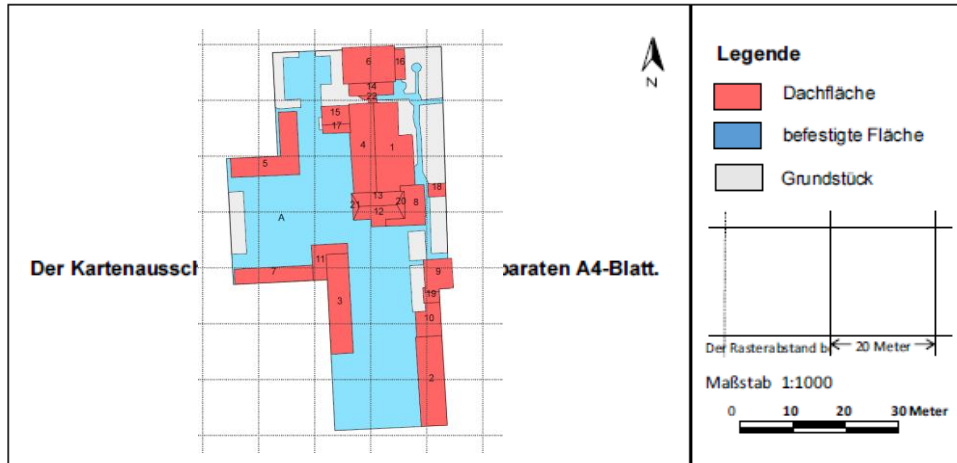 6
16
14
22
15
17
4
1
5
13
20
21
12
8
18
A
7
11
9
3
19
10
2
N
Der Kartenaussch
paraten A4-Blatt.
Legende
Dachfläche
befestigte Fläche
Grundstück
Der Rasterabstand b
20 Meter
Maßstab 1:1000
0 10 20 30 Meter